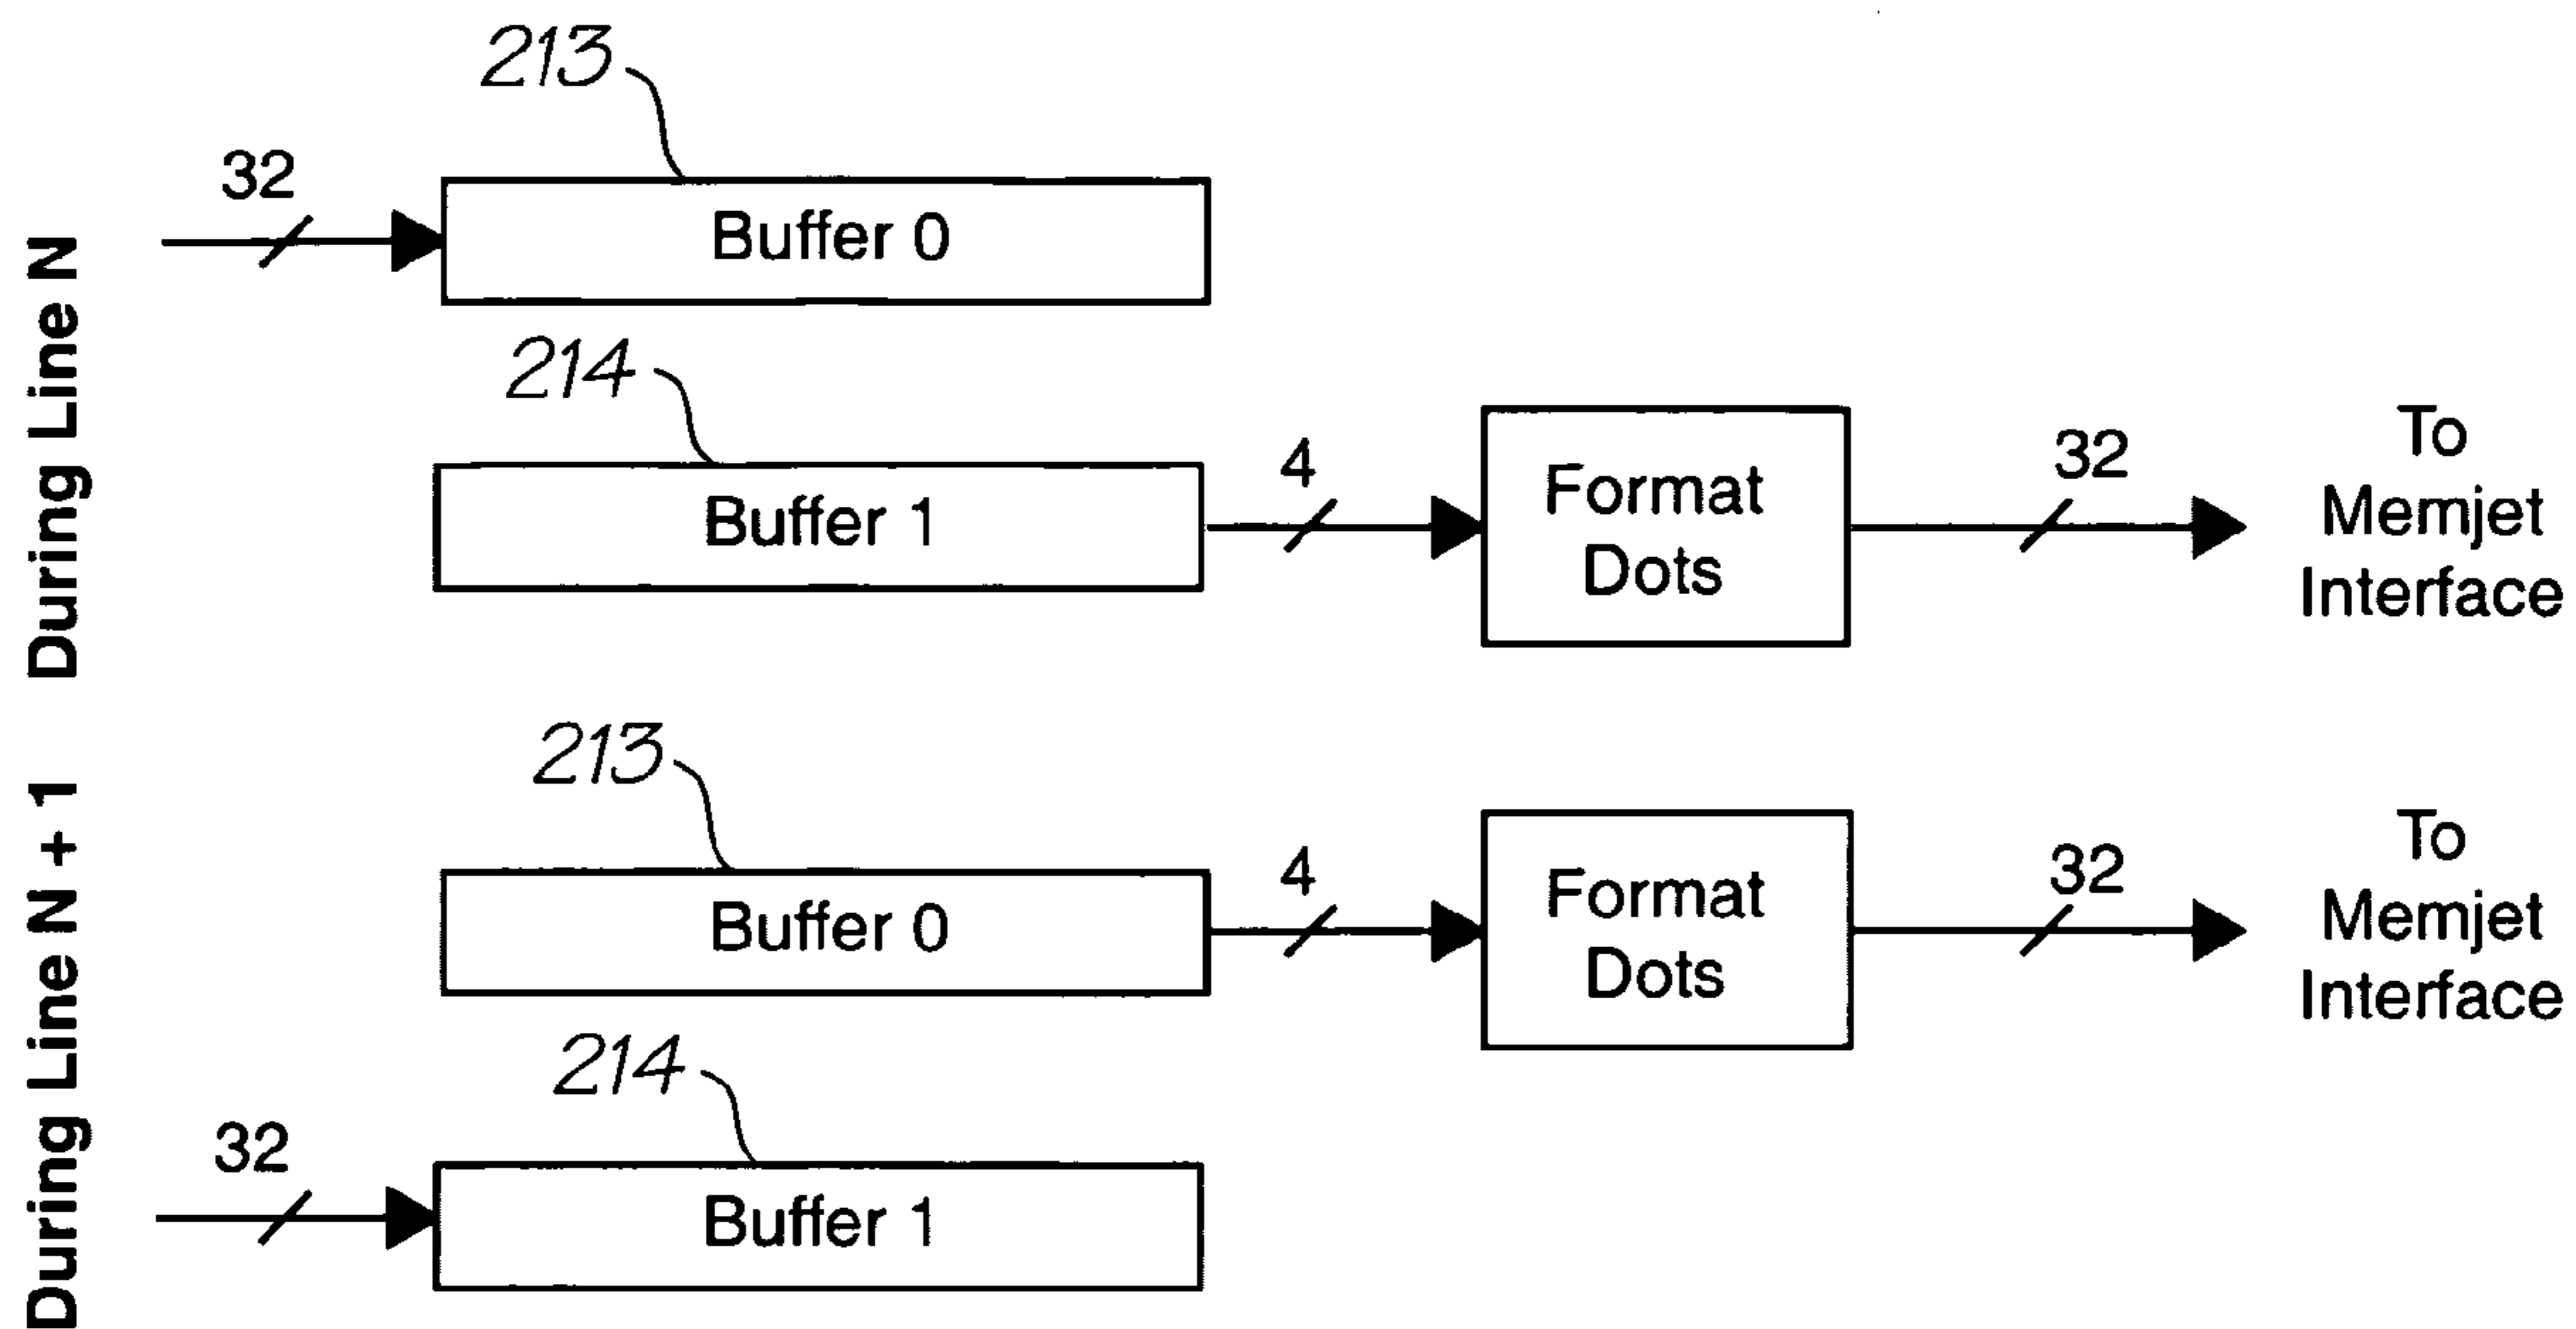 During Line N
213
32
Buffer 0
214
Buffer 1
4
Format
Dots
32
To
Memjet
Interface
During Line N + 1
213
Buffer 0
4
Format
Dots
32
To
Memjet
Interface
214
32
Buffer 1